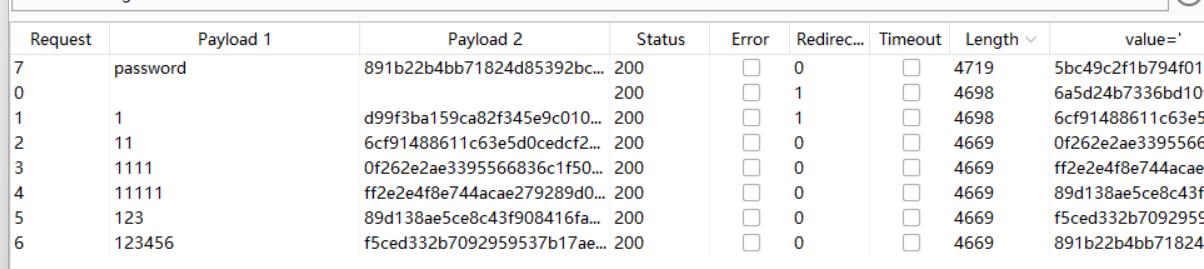 Request Payload 1 Payload 2 Status Error Redirec... Timeout Length value='
7 password 891b22b4bb71824d85392bc... 200 0 4719 5bc49c2f1b794f01
0 200 1 4698 6a5d24b7336bd10
1 1 d99f3ba159ca82f345e9c010... 200 1 4698 6cf91488611c63e5
2 11 6cf91488611c63e5d0cedcf2... 200 0 4669 0f262e2ae3395566
3 1111 0f262e2ae3395566836c1f50... 200 0 4669 ff2e2e4f8e744acae
4 11111 ff2e2e4f8e744acae279289d0... 200 0 4669 89d138ae5ce8c43f
5 123 89d138ae5ce8c43f908416fa... 200 0 4669 f5ced332b7092959
6 123456 f5ced332b7092959537b17ae... 200 0 4669 891b22b4bb71824